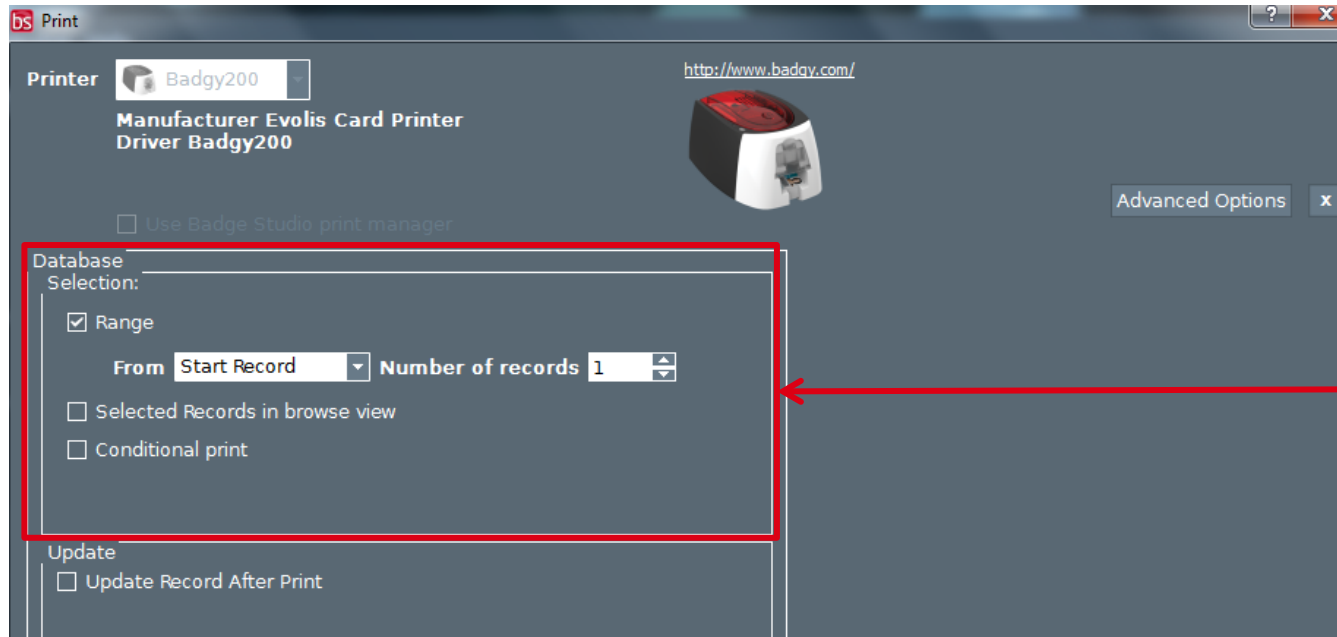 bs Print ? x
Printer Badgy200 http://www.badgy.com/
Manufacturer Evolis Card Printer
Driver Badgy200
Advanced Options x
Use Badge Studio print manager
Database
Selection:
Range
From Start Record Number of records 1
Selected Records in browse view
Conditional print
Update
Update Record After Print